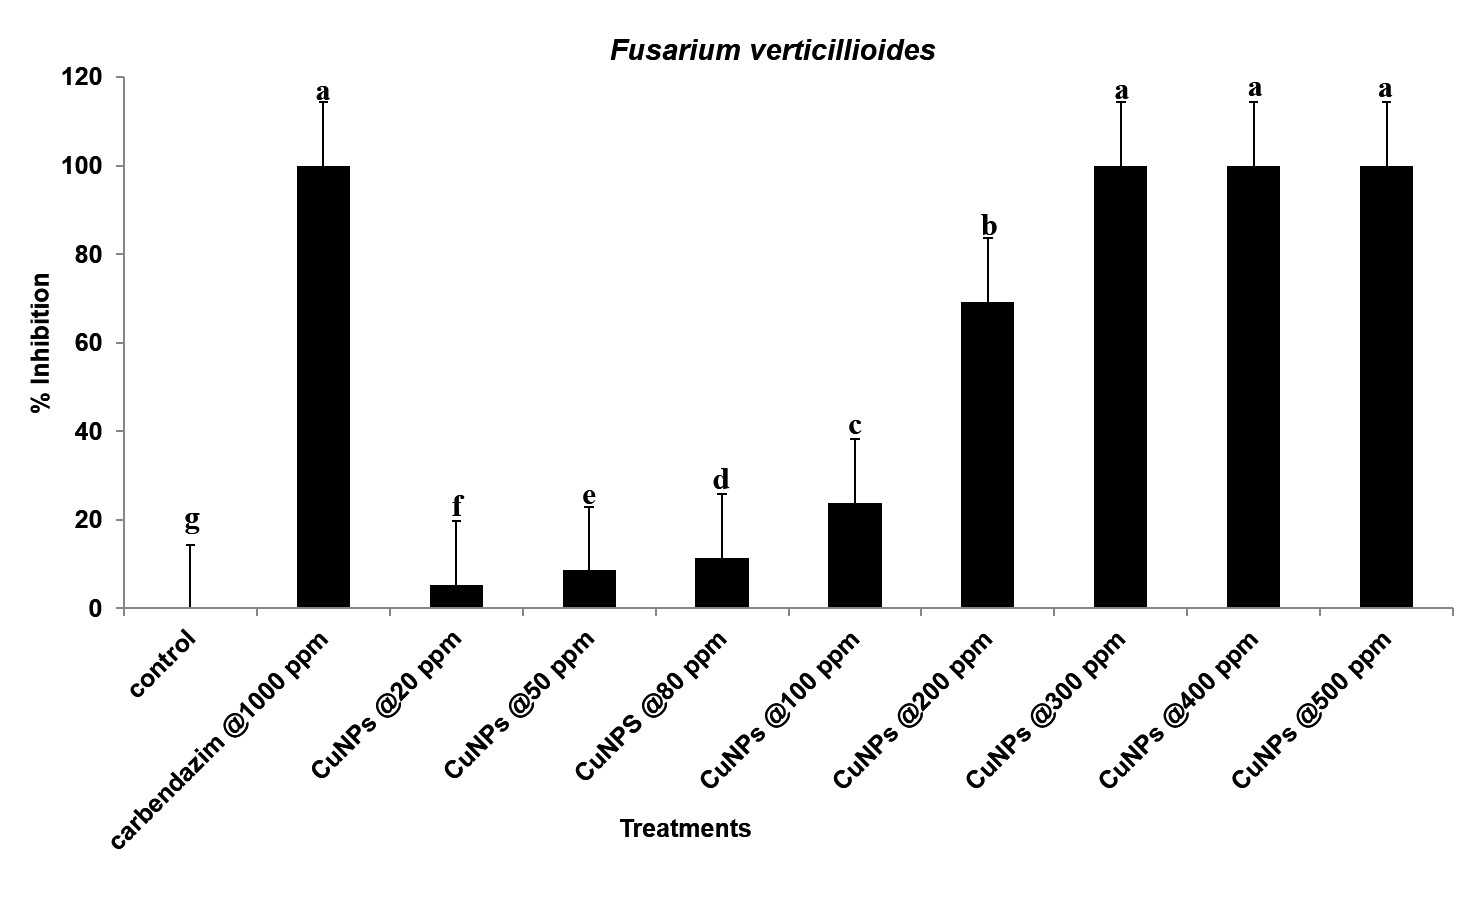 Fusarium verticillioides
120
100
80
60
40
20
0
% Inhibition
g
a
f
e
d
c
b
a
a
a
control
carbendazim @1000 ppm
CuNPs @20 ppm
CuNPs @50 ppm
CuNPS @80 ppm
CuNPs @100 ppm
CuNPs @200 ppm
CuNPs @300 ppm
CuNPs @400 ppm
CuNPs @500 ppm
Treatments